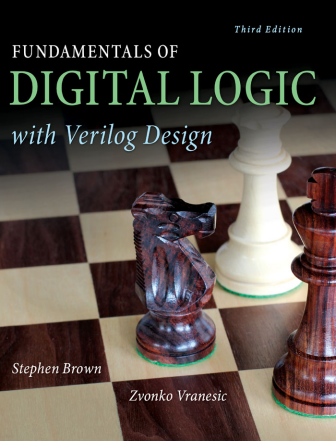 Third Edition
FUNDAMENTALS OF
DIGITAL LOGIC
with Verilog Design
Stephen Brown
Zvonko Vranesic